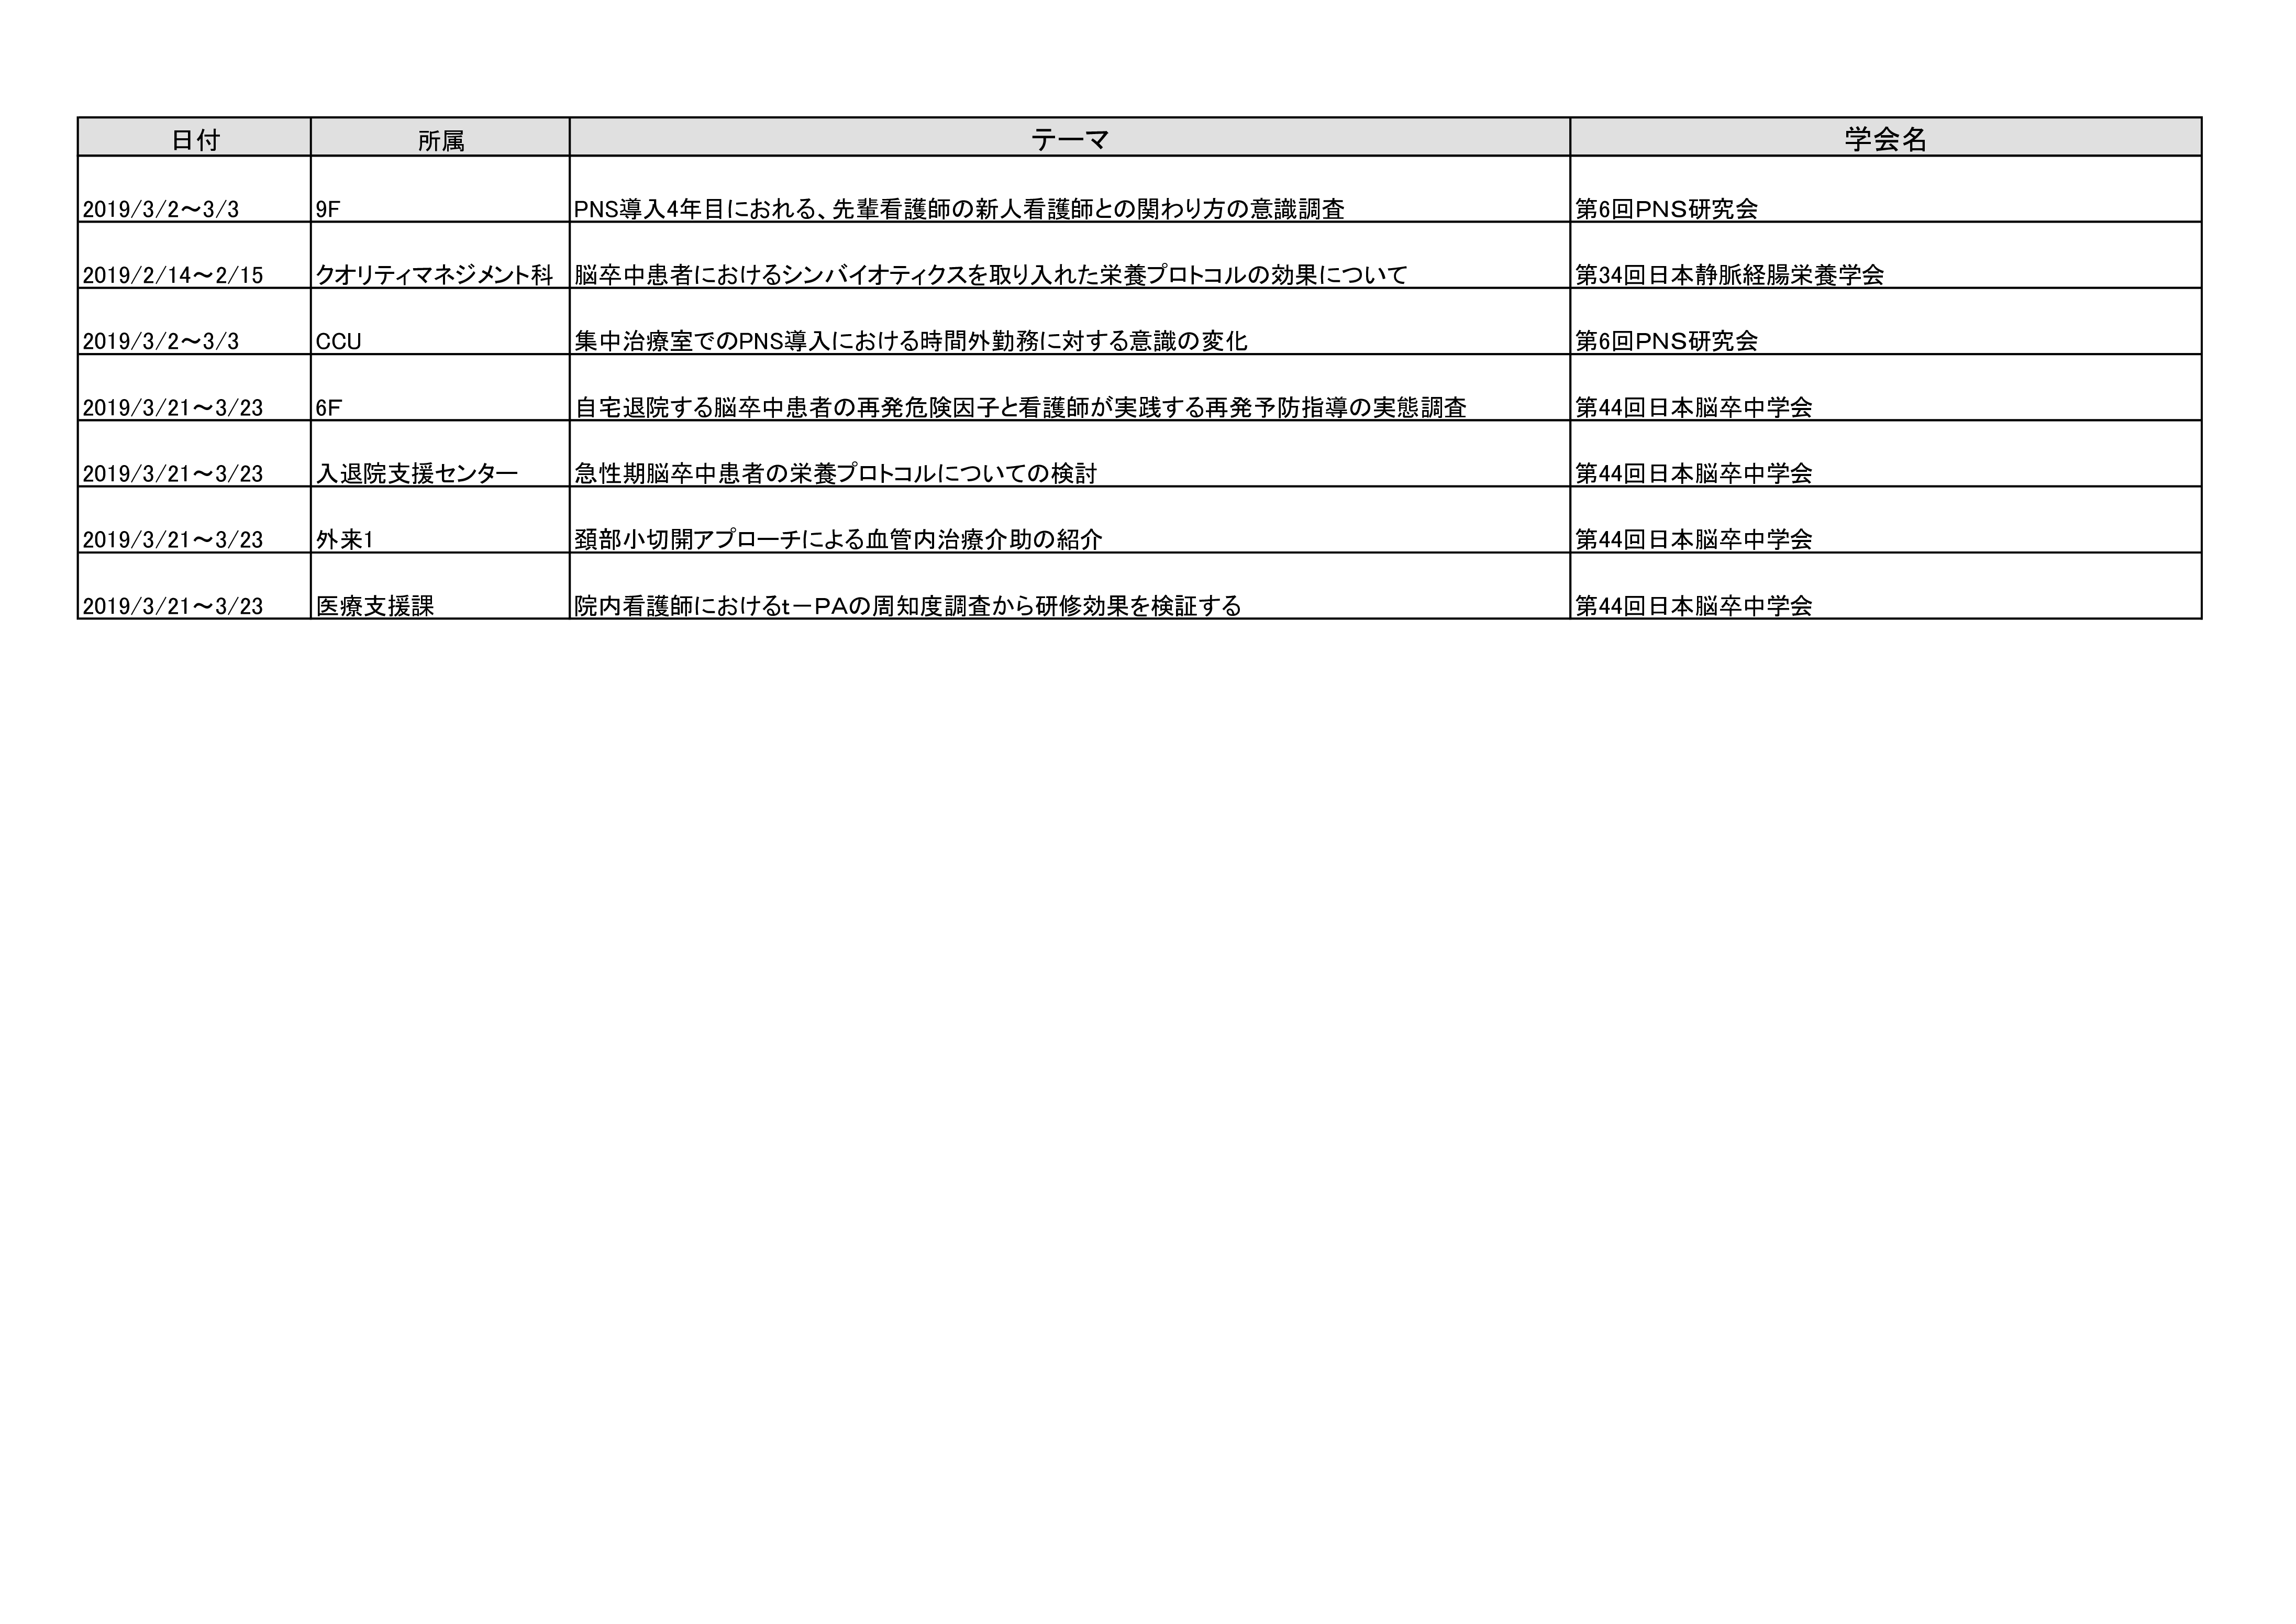 日付 所属 テーマ 学会名
2019/3/2～3/3 9F PNS導入4年目におれる、先輩看護師の新人看護師との関わり方の意識調査 第6回PNS研究会
2019/2/14～2/15 クオリティマネジメント科 脳卒中患者におけるシンバイオティクスを取り入れた栄養プロトコルの効果について 第34回日本静脈経腸栄養学会
2019/3/2～3/3 CCU 集中治療室でのPNS導入における時間外勤務に対する意識の変化 第6回PNS研究会
2019/3/21～3/23 6F 自宅退院する脳卒中患者の再発危険因子と看護師が実践する再発予防指導の実態調査 第44回日本脳卒中学会
2019/3/21～3/23 入退院支援センター 急性期脳卒中患者の栄養プロトコルについての検討 第44回日本脳卒中学会
2019/3/21～3/23 外来1 頚部小切開アプローチによる血管内治療介助の紹介 第44回日本脳卒中学会
2019/3/21～3/23 医療支援課 院内看護師におけるt－PAの周知度調査から研修効果を検証する 第44回日本脳卒中学会